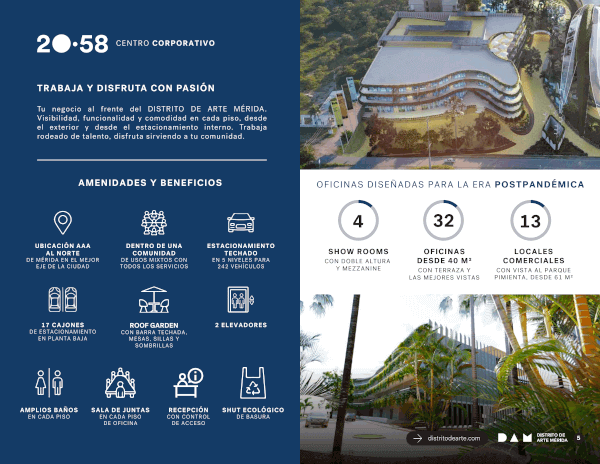 20·58 CENTRO CORPORATIVO
TRABAJA Y DISFRUTA CON PASIÓN
Tu negocio al frente del DISTRITO DE ARTE MÉRIDA.
Visibilidad, funcionalidad y comodidad en cada piso, desde
el exterior y desde el estacionamiento interno. Trabaja
rodeado de talento, disfruta sirviendo a tu comunidad.
AMENIDADES Y BENEFICIOS
UBICACIÓN AAA
AL NORTE
DE MÉRIDA EN EL MEJOR
EJE DE LA CIUDAD
DENTRO DE UNA
COMUNIDAD
DE USOS MIXTOS CON
TODOS LOS SERVICIOS
ESTACIONAMIENTO
TECHADO
EN 5 NIVELES PARA
242 VEHÍCULOS
17 CAJONES
DE ESTACIONAMIENTO
EN PLANTA BAJA
ROOF GARDEN
CON BARRA TECHADA,
MESAS, SILLAS Y
SOMBRILLAS
2 ELEVADORES
AMPLIOS BAÑOS
EN CADA PISO
SALA DE JUNTAS
EN CADA PISO
DE OFICINA
RECEPCIÓN
CON CONTROL
DE ACCESO
SHUT ECOLÓGICO
DE BASURA
OFICINAS DISEÑADAS PARA LA ERA POSTPANDÉMICA
4
SHOW ROOMS
CON DOBLE ALTURA
Y MEZZANINE
32
OFICINAS
DESDE 40 M²
CON TERRAZA Y
LAS MEJORES VISTAS
13
LOCALES
COMERCIALES
CON VISTA AL PARQUE
PIMIENTA, DESDE 61 M²
distritodearte.com
DAM DISTRITO DE
ARTE MÉRIDA
5